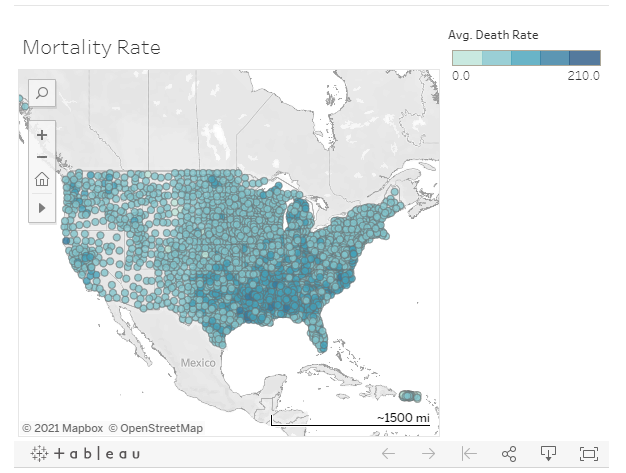 Avg. Death Rate
Mortality Rate
0.0
210.0
Mexico
~1500 mi
© 2021 Mapbox © OpenStreetMap
+ a b | e a u